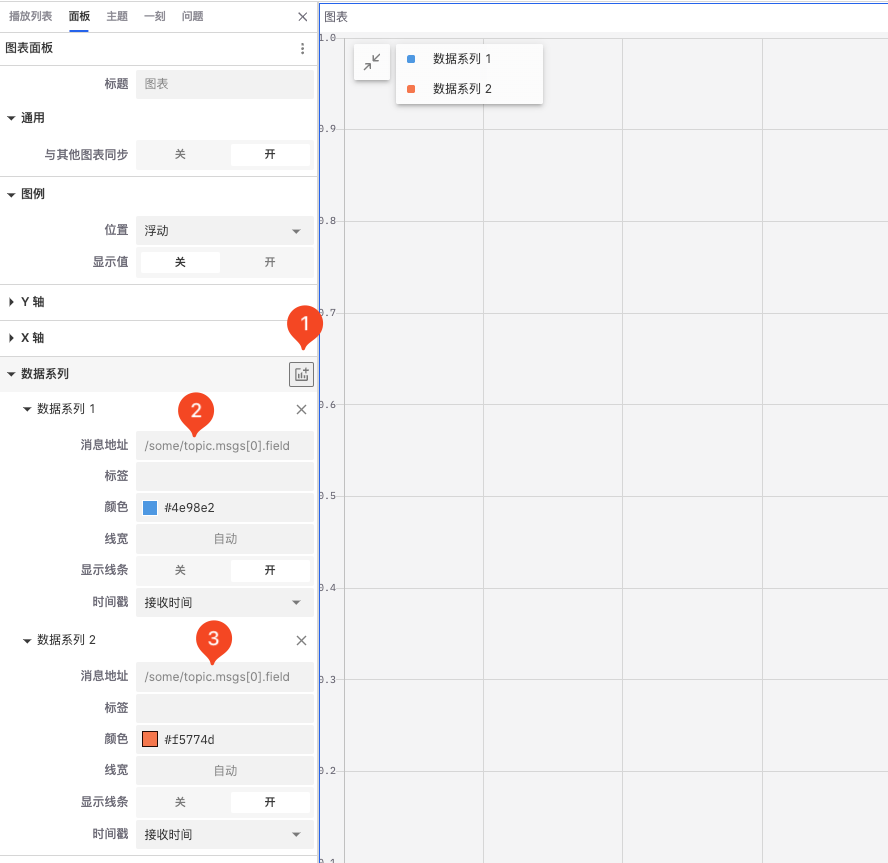 播放列表 面板 主题 一刻 问题
图表面板
标题 图表
通用
与其他图表同步 关 开
图例
位置 浮动
显示值 关 开
Y 轴
X 轴
1
数据系列
数据系列 1
2
消息地址 /some/topic.msgs[0].field
标签
颜色 #4e98e2
线宽 自动
显示线条 关 开
时间戳 接收时间
数据系列 2
3
消息地址 /some/topic.msgs[0].field
标签
颜色 #f5774d
线宽 自动
显示线条 关 开
时间戳 接收时间
图表
数据系列 1
数据系列 2
1.0
0.9
0.8
0.7
0.6
0.5
0.4
0.3
0.2
0.1